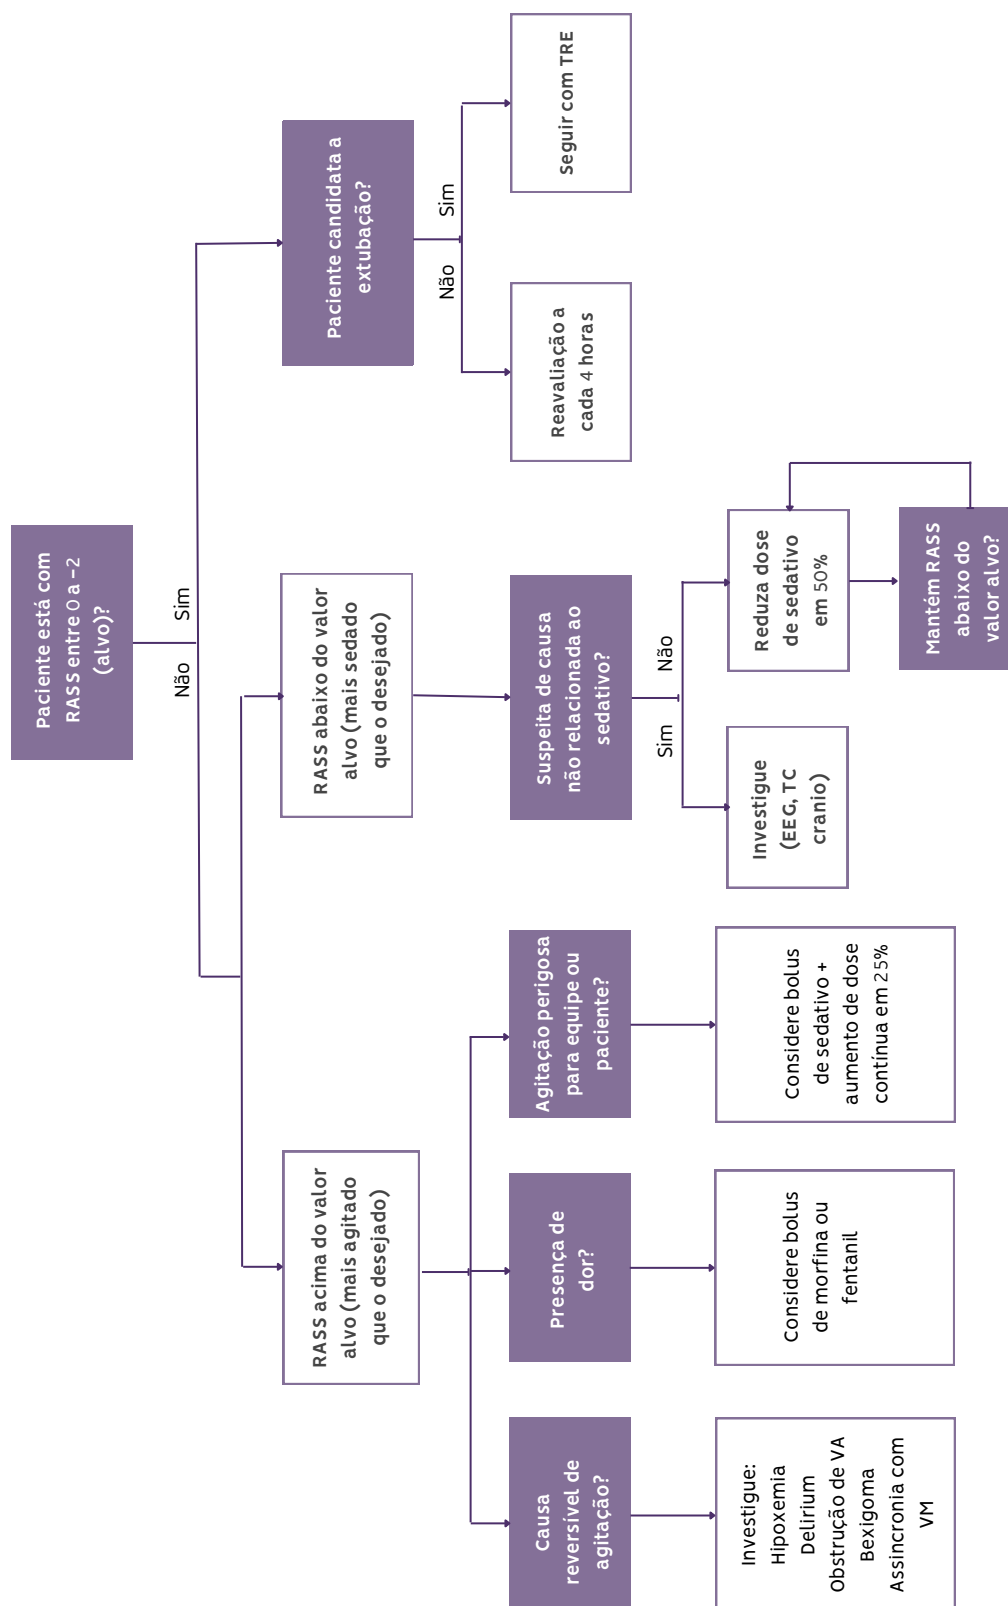 Paciente está com
RASS entre 0 a -2
(alvo)?
Não
Sim
RASS acima do valor
alvo (mais agitado
que o desejado)
RASS abaixo do valor
alvo (mais sedado
que o desejado)
Paciente candidata a
extubação?
Não
Sim
Causa
reversível de
agitação?
Presença de
dor?
Agitação perigosa
para equipe ou
paciente?
Suspeita de causa
não relacionada ao
sedativo?
Reavaliação a
cada 4 horas
Seguir com TRE
Sim
Não
Investigue:
Hipoxemia
Delirium
Obstrução de VA
Bexigoma
Assincronia com
VM
Considere bolus
de morfina ou
fentanil
Considere bolus
de sedativo +
aumento de dose
contínua em 25%
Investigue
(EEG, TC
cranio)
Reduza dose
de sedativo
em 50%
Mantém RASS
abaixo do
valor alvo?